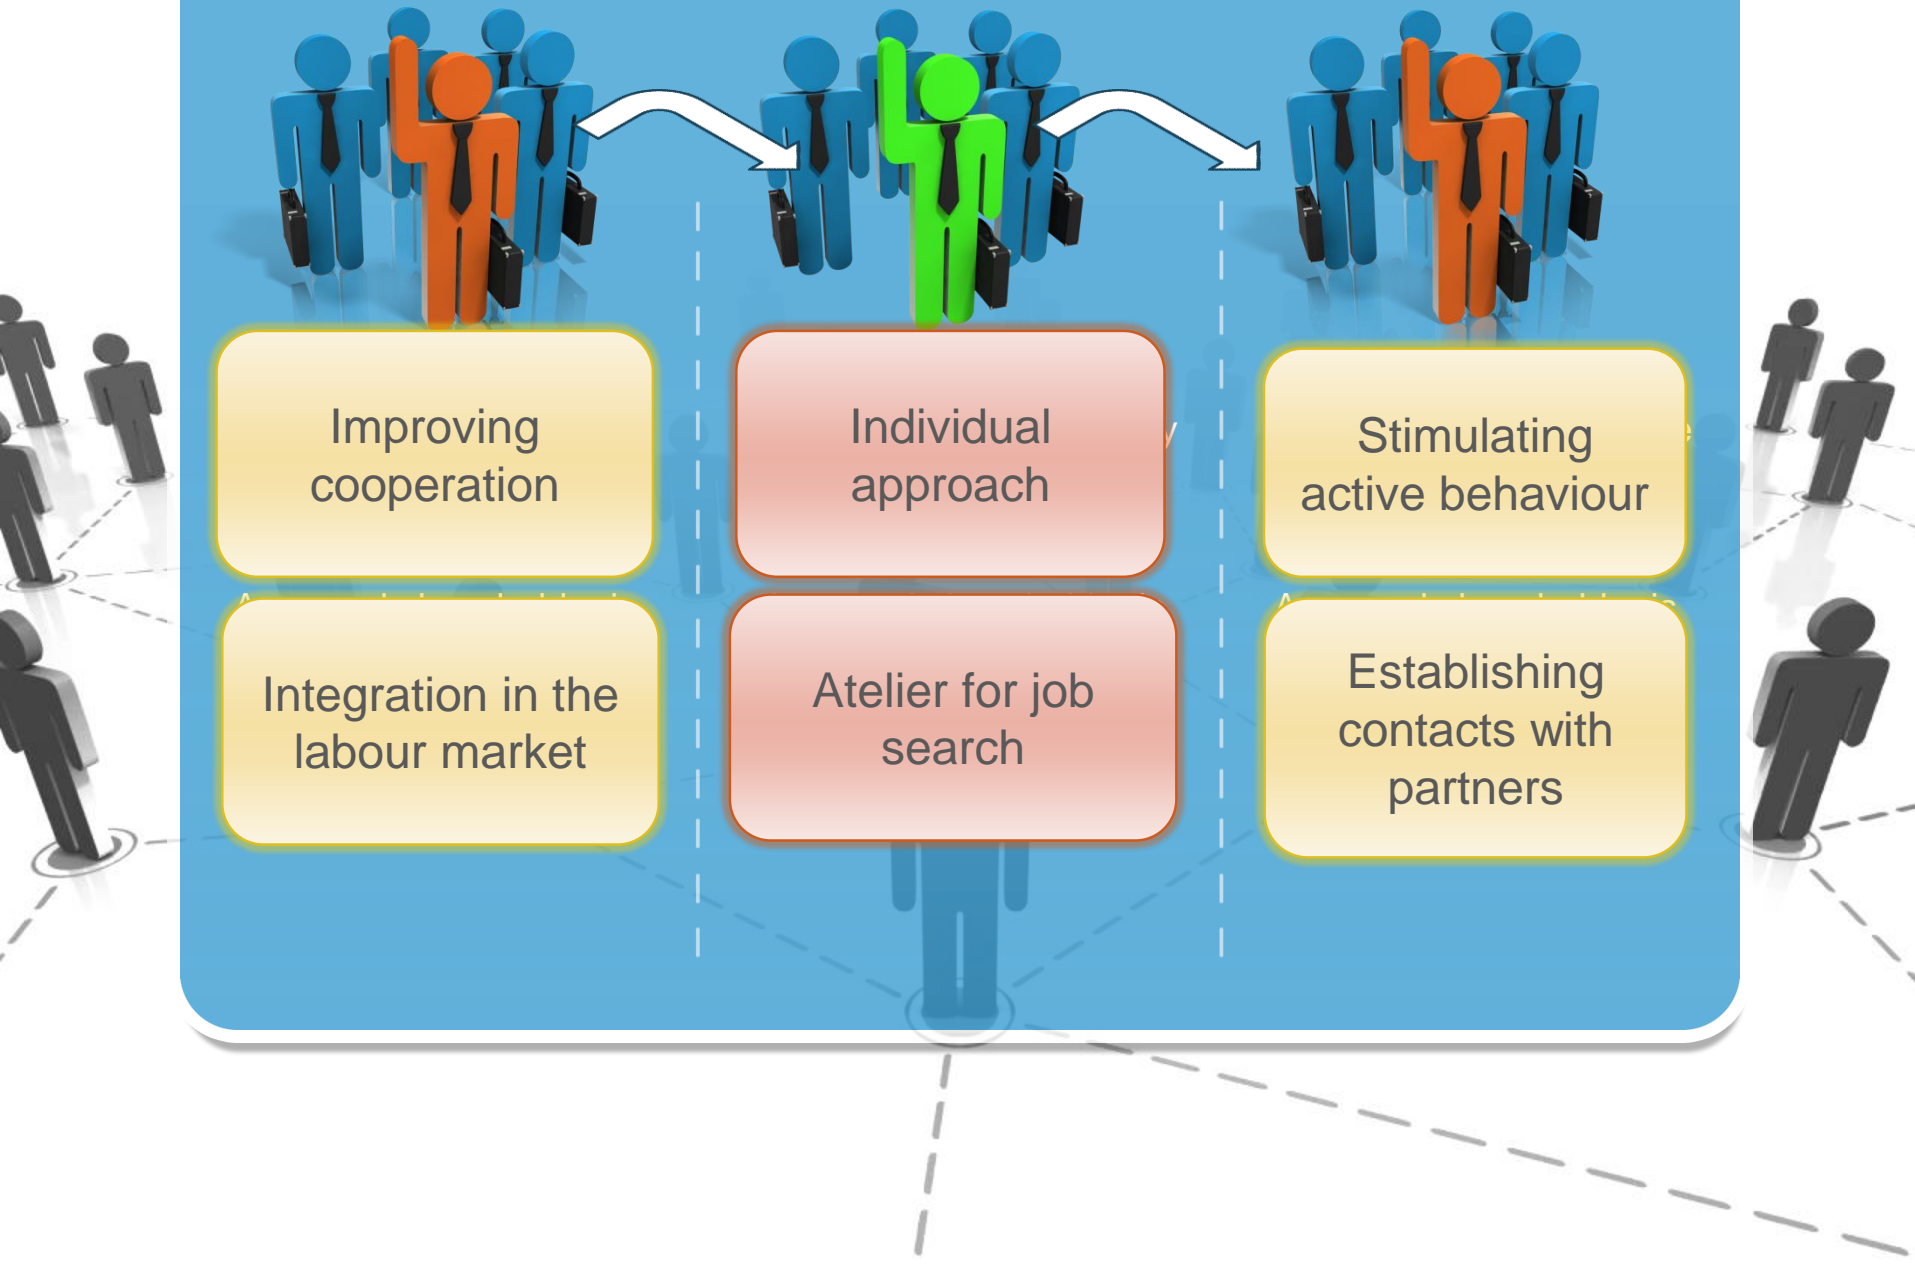 Improving
cooperation
Individual
approach
Stimulating
active behaviour
Integration in the
labour market
Atelier for job
search
Establishing
contacts with
partners